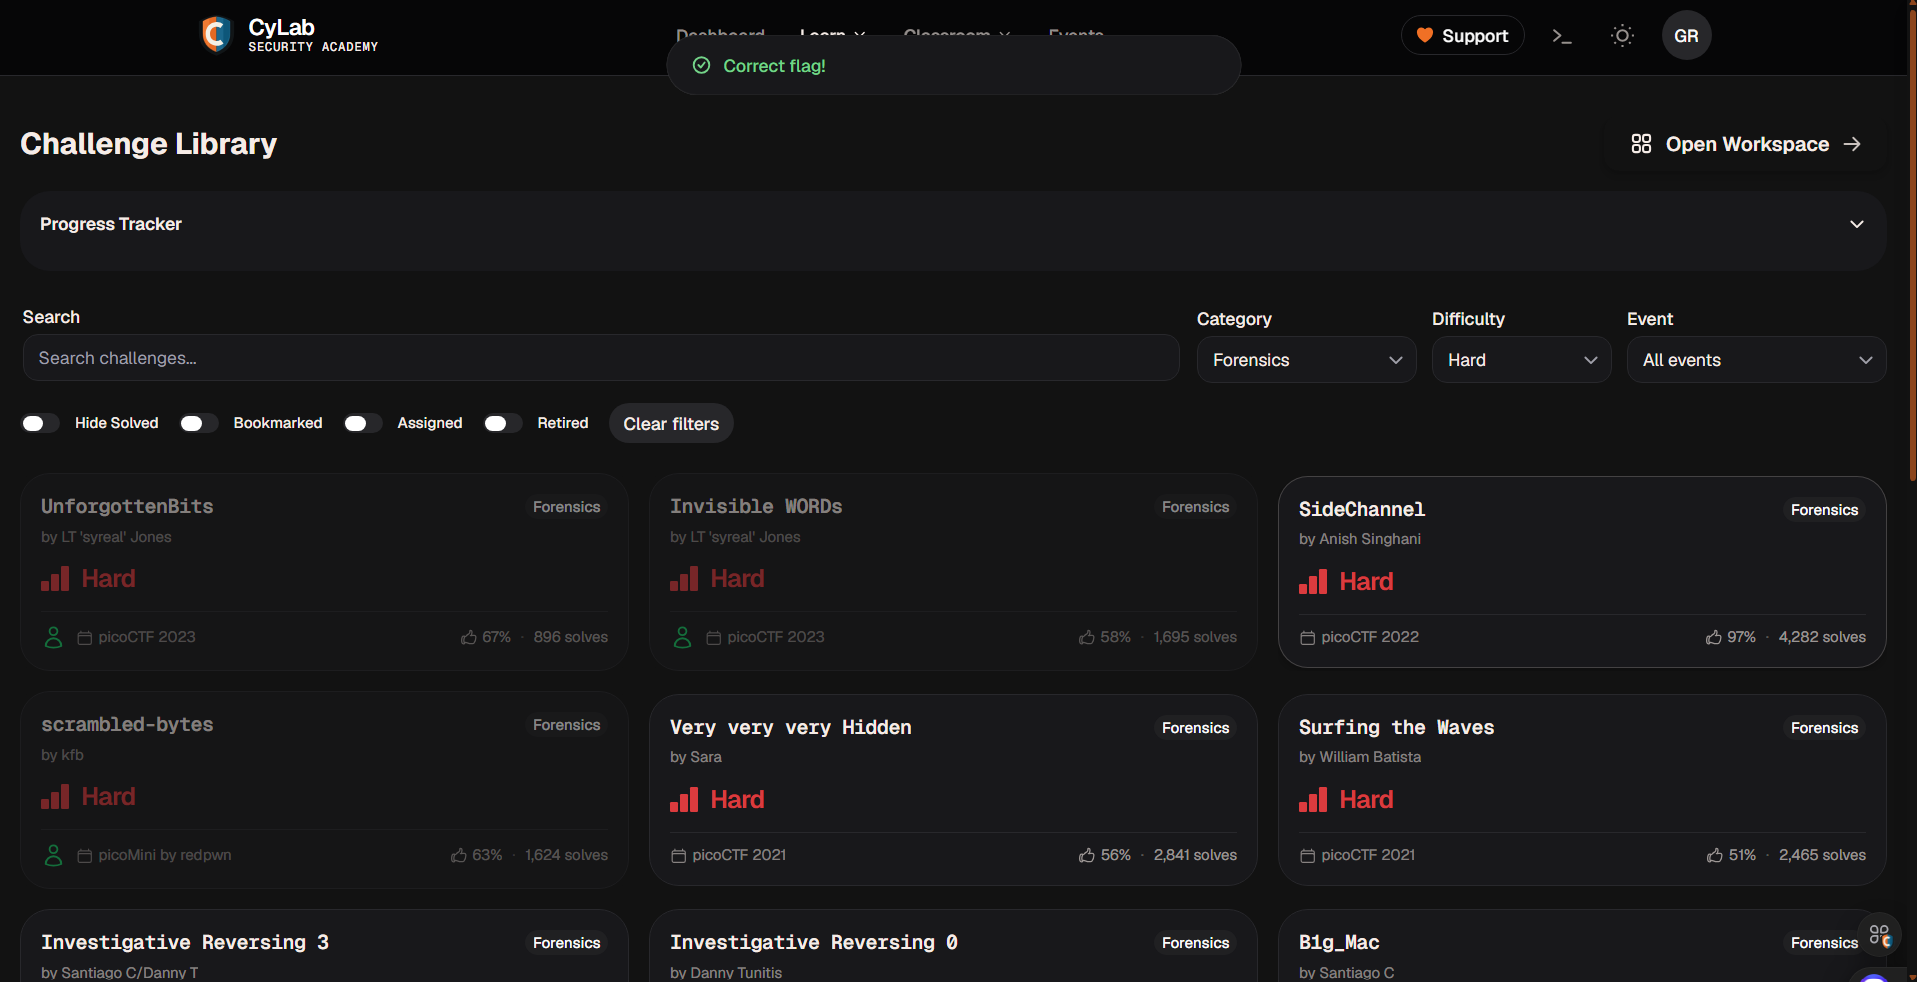 CyLab
SECURITY ACADEMY
Dashboard Learn Classroom Events
Support
GR
Correct flag!
Challenge Library
Open Workspace
Progress Tracker
Search
Category
Difficulty
Event
Search challenges...
Forensics
Hard
All events
Hide Solved
Bookmarked
Assigned
Retired
Clear filters
UnforgottenBits
Forensics
by LT 'syreal' Jones
Hard
picoCTF 2023
67% · 896 solves
Invisible WORDs
Forensics
by LT 'syreal' Jones
Hard
picoCTF 2023
58% · 1,695 solves
SideChannel
Forensics
by Anish Singhani
Hard
picoCTF 2022
97% · 4,282 solves
scrambled-bytes
Forensics
by kfb
Hard
picoMini by redpwn
63% · 1,624 solves
Very very very Hidden
Forensics
by Sara
Hard
picoCTF 2021
56% · 2,841 solves
Surfing the Waves
Forensics
by William Batista
Hard
picoCTF 2021
51% · 2,465 solves
Investigative Reversing 3
Forensics
by Santiago C/Danny T
Investigative Reversing 0
Forensics
by Danny Tunitis
B1g_Mac
Forensics
by Santiago C